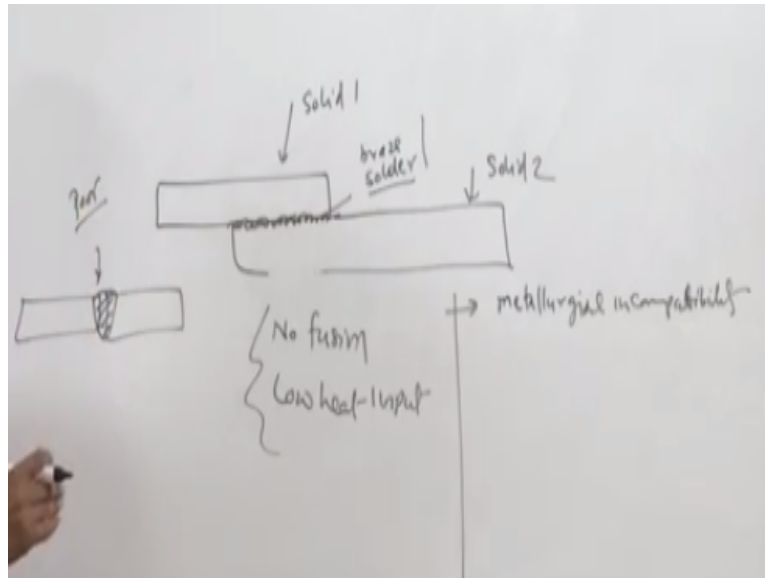 Solid 1
braze
solder
Solid 2
No fusion
Low heat-input
→ metallurgical incompatibility